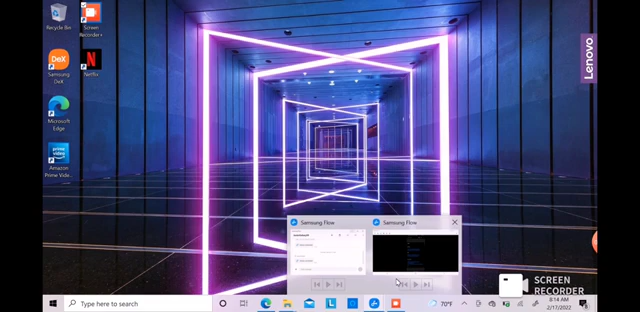 Recycle Bin
Screen
Recorder+
Samsung
DeX
DeX
Netflix
Microsoft
Edge
prime
video
Amazon
Prime Video...
Lenovo
Samsung Flow
Samsung Flow
SCREEN
RECORDER
Type here to search
70°F
8:14 AM
2/17/2022